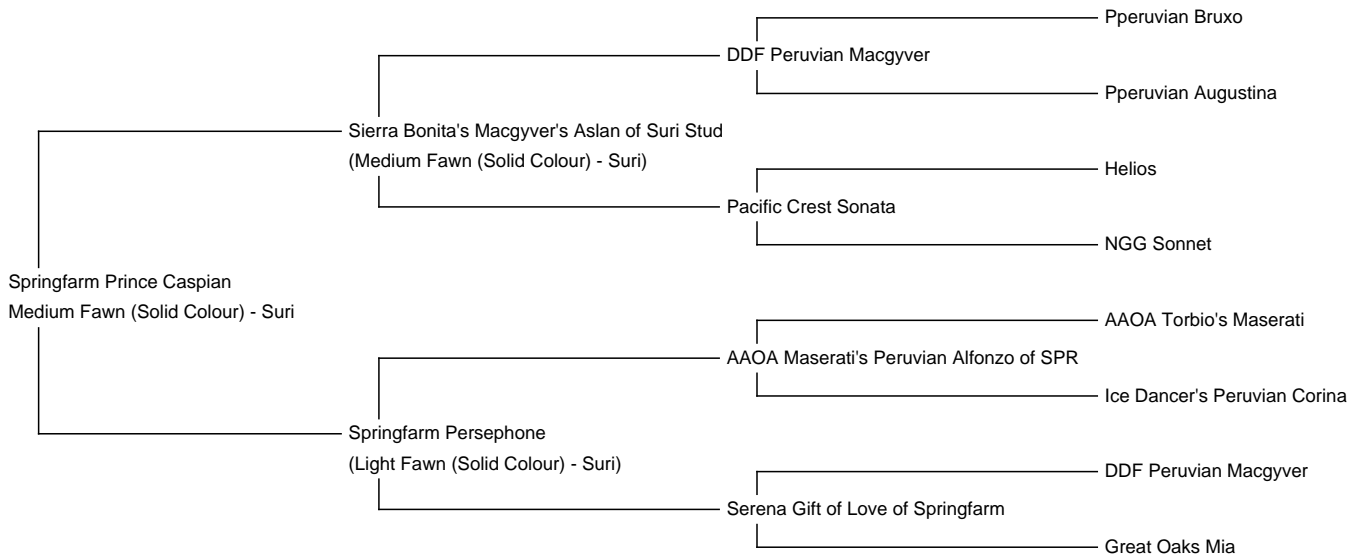 Pperuvian Bruxo
DDF Peruvian Macgyver
Pperuvian Augustina
Sierra Bonita's Macgyver's Aslan of Suri Stud
(Medium Fawn (Solid Colour) - Suri)
Helios
Pacific Crest Sonata
NGG Sonnet
Springfarm Prince Caspian
Medium Fawn (Solid Colour) - Suri
AAOA Torbio's Maserati
AAOA Maserati's Peruvian Alfonzo of SPR
Ice Dancer's Peruvian Corina
Springfarm Persephone
(Light Fawn (Solid Colour) - Suri)
DDF Peruvian Macgyver
Serena Gift of Love of Springfarm
Great Oaks Mia